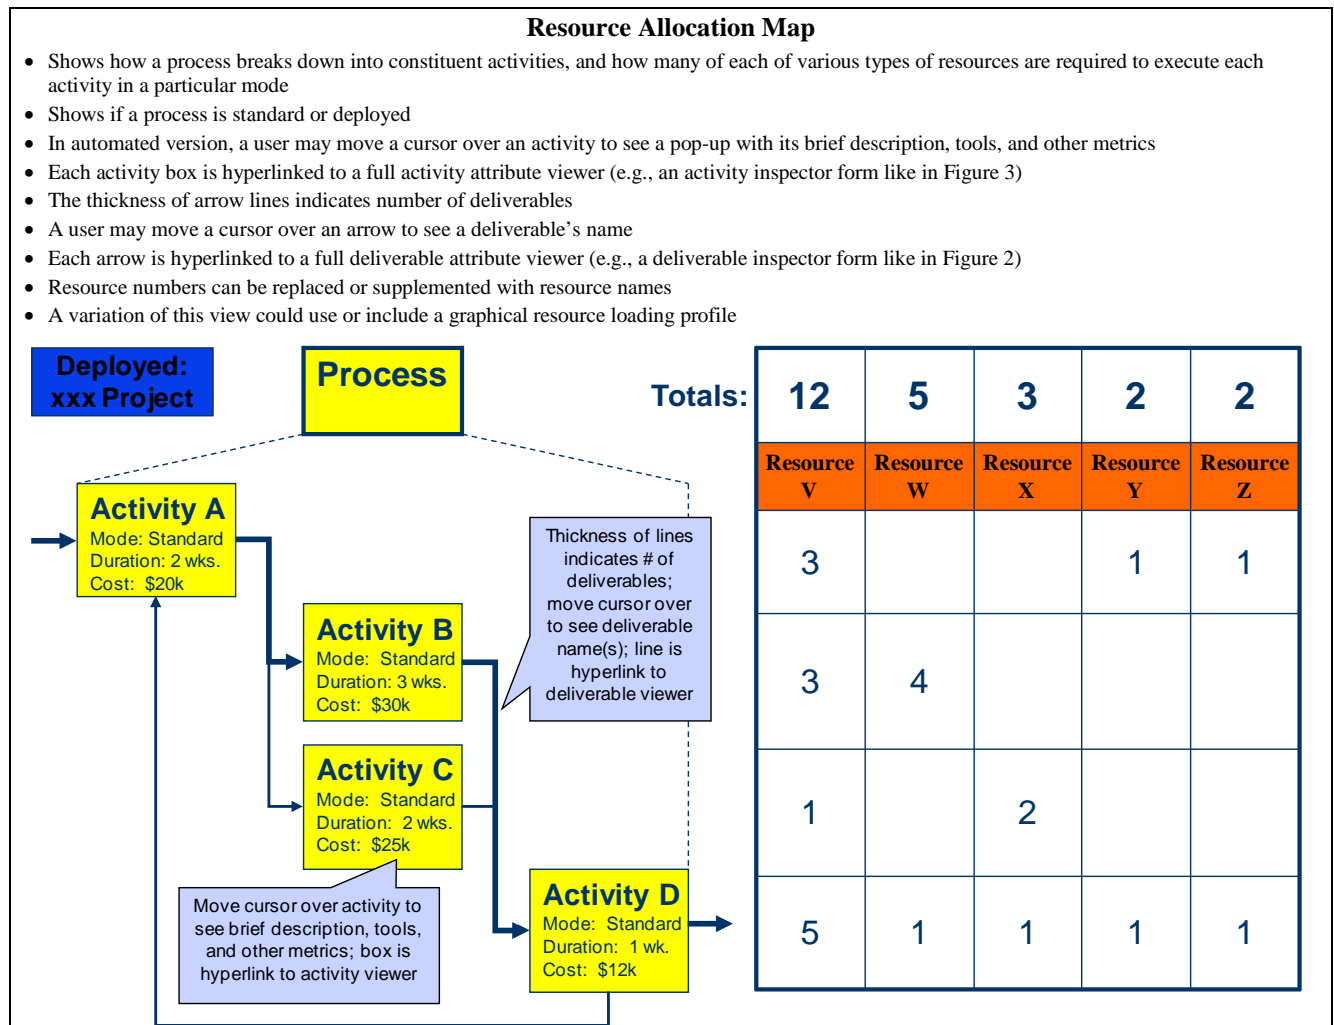 Resource Allocation Map
• Shows how a process breaks down into constituent activities, and how many of each of various types of resources are required to execute each
activity in a particular mode
• Shows if a process is standard or deployed
• In automated version, a user may move a cursor over an activity to see a pop-up with its brief description, tools, and other metrics
• Each activity box is hyperlinked to a full activity attribute viewer (e.g., an activity inspector form like in Figure 3)
• The thickness of arrow lines indicates number of deliverables
• A user may move a cursor over an arrow to see a deliverable’s name
• Each arrow is hyperlinked to a full deliverable attribute viewer (e.g., a deliverable inspector form like in Figure 2)
• Resource numbers can be replaced or supplemented with resource names
• A variation of this view could use or include a graphical resource loading profile
Deployed:
xxx Project
Process
Activity A
Mode: Standard
Duration: 2 wks.
Cost: $20k
Activity B
Mode: Standard
Duration: 3 wks.
Cost: $30k
Activity C
Mode: Standard
Duration: 2 wks.
Cost: $25k
Activity D
Mode: Standard
Duration: 1 wk.
Cost: $12k
Thickness of lines
indicates # of
deliverables;
move cursor over
to see deliverable
name(s); line is
hyperlink to
deliverable viewer
Move cursor over activity to
see brief description, tools,
and other metrics; box is
hyperlink to activity viewer
Totals: 12 5 3 2 2
Resource V Resource W Resource X Resource Y Resource Z
3 1 1
3 4
1 2
5 1 1 1 1